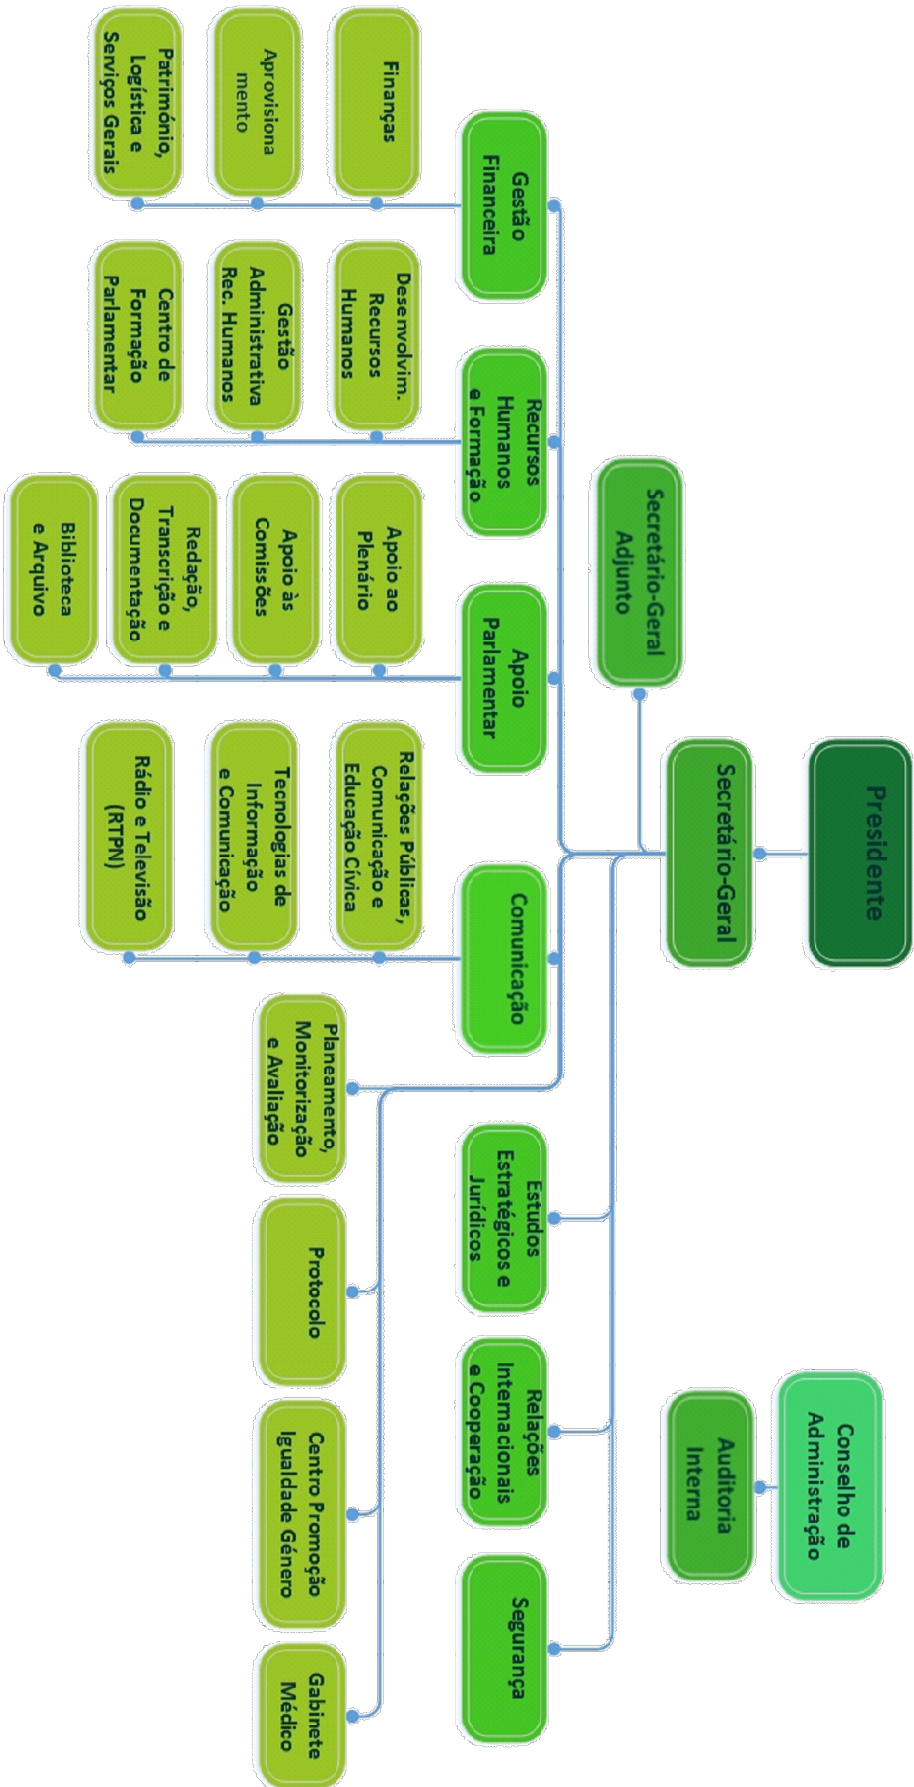 Presidente
Conselho de
Administração
Secretário-Geral
Auditoria
Interna
Secretário-Geral
Adjunto
Gestão
Financeira
Recursos
Humanos
e Formação
Apoio
Parlamentar
Comunicação
Estudos
Estratégicos e
Jurídicos
Relações
Internacionais
e Cooperação
Segurança
Finanças
Desenvolvim.
Recursos
Humanos
Apoio ao
Plenário
Relações Públicas,
Comunicação e
Educação Cívica
Planeamento,
Monitorização
e Avaliação
Protocolo
Centro Promoção
Igualdade Género
Gabinete
Médico
Aprovisiona
mento
Gestão
Administrativa
Rec. Humanos
Apoio às
Comissões
Tecnologias de
Informação
e Comunicação
Património,
Logística e
Serviços Gerais
Centro de
Formação
Parlamentar
Redação,
Transcrição e
Documentação
Rádio e Televisão
(RTPN)
Biblioteca
e Arquivo